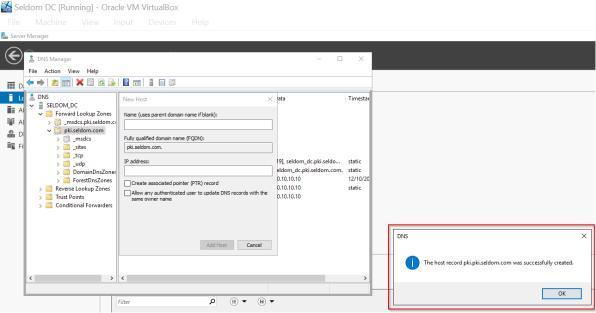 Seldom DC [Running] - Oracle VM VirtualBox
File Machine View Input Devices Help
Server Manager
DNS Manager
File Action View Help
DNS
SELDOM_DC
Forward Lookup Zones
_msdcs.pki.seldom.c
pki.seldom.com
_msdcs
_sites
_tcp
_udp
DomainDnsZones
ForestDnsZones
Reverse Lookup Zones
Trust Points
Conditional Forwarders
New Host
Name (uses parent domain name if blank):
Fully qualified domain name (FQDN):
pki.seldom.com.
IP address:
Create associated pointer (PTR) record
Allow any authenticated user to update DNS records with the
same owner name
Add Host Cancel
ata Timestar
19], seldom_dc.pki.seldo... static
eldom_dc.pki.seldom.com. static
0.10.10.10 12/10/20
0.10.10.10 static
0.10.10.10
Filter
DNS
The host record pki.pki.seldom.com was successfully created.
OK